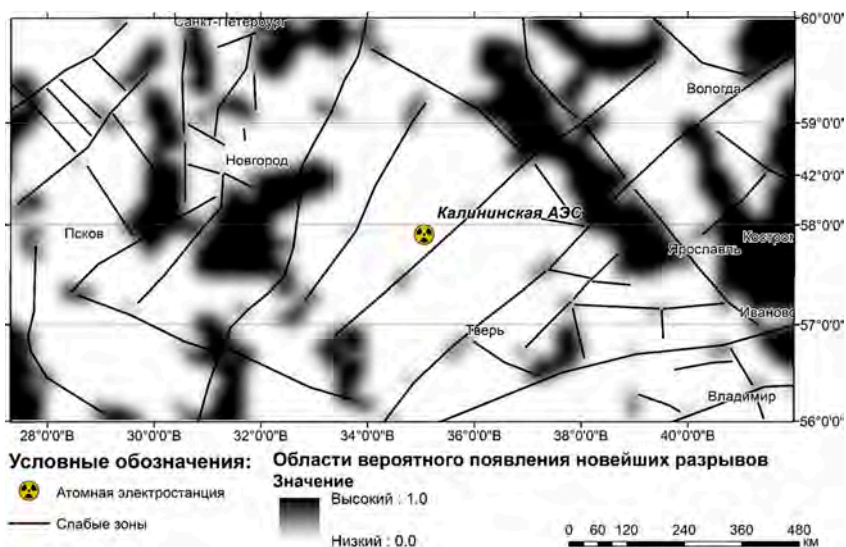 Санкт-Петербург
60°0'0"
Вологда
59°0'0"
Новгород
42°0'0"
Калининская АЭС
58°0'0"
Псков
Ярославль
Костром
57°0'0"
Иваново
Тверь
Владимир
56°0'0"
28°0'0"В 30°0'0"В 32°0'0"В 34°0'0"В 36°0'0"В 38°0'0"В 40°0'0"В
Условные обозначения:
Атомная электростанция
Слабые зоны
Области вероятного появления новейших разрывов
Значение
Высокий : 1.0
Низкий : 0.0
0 60 120 240 360 480
км